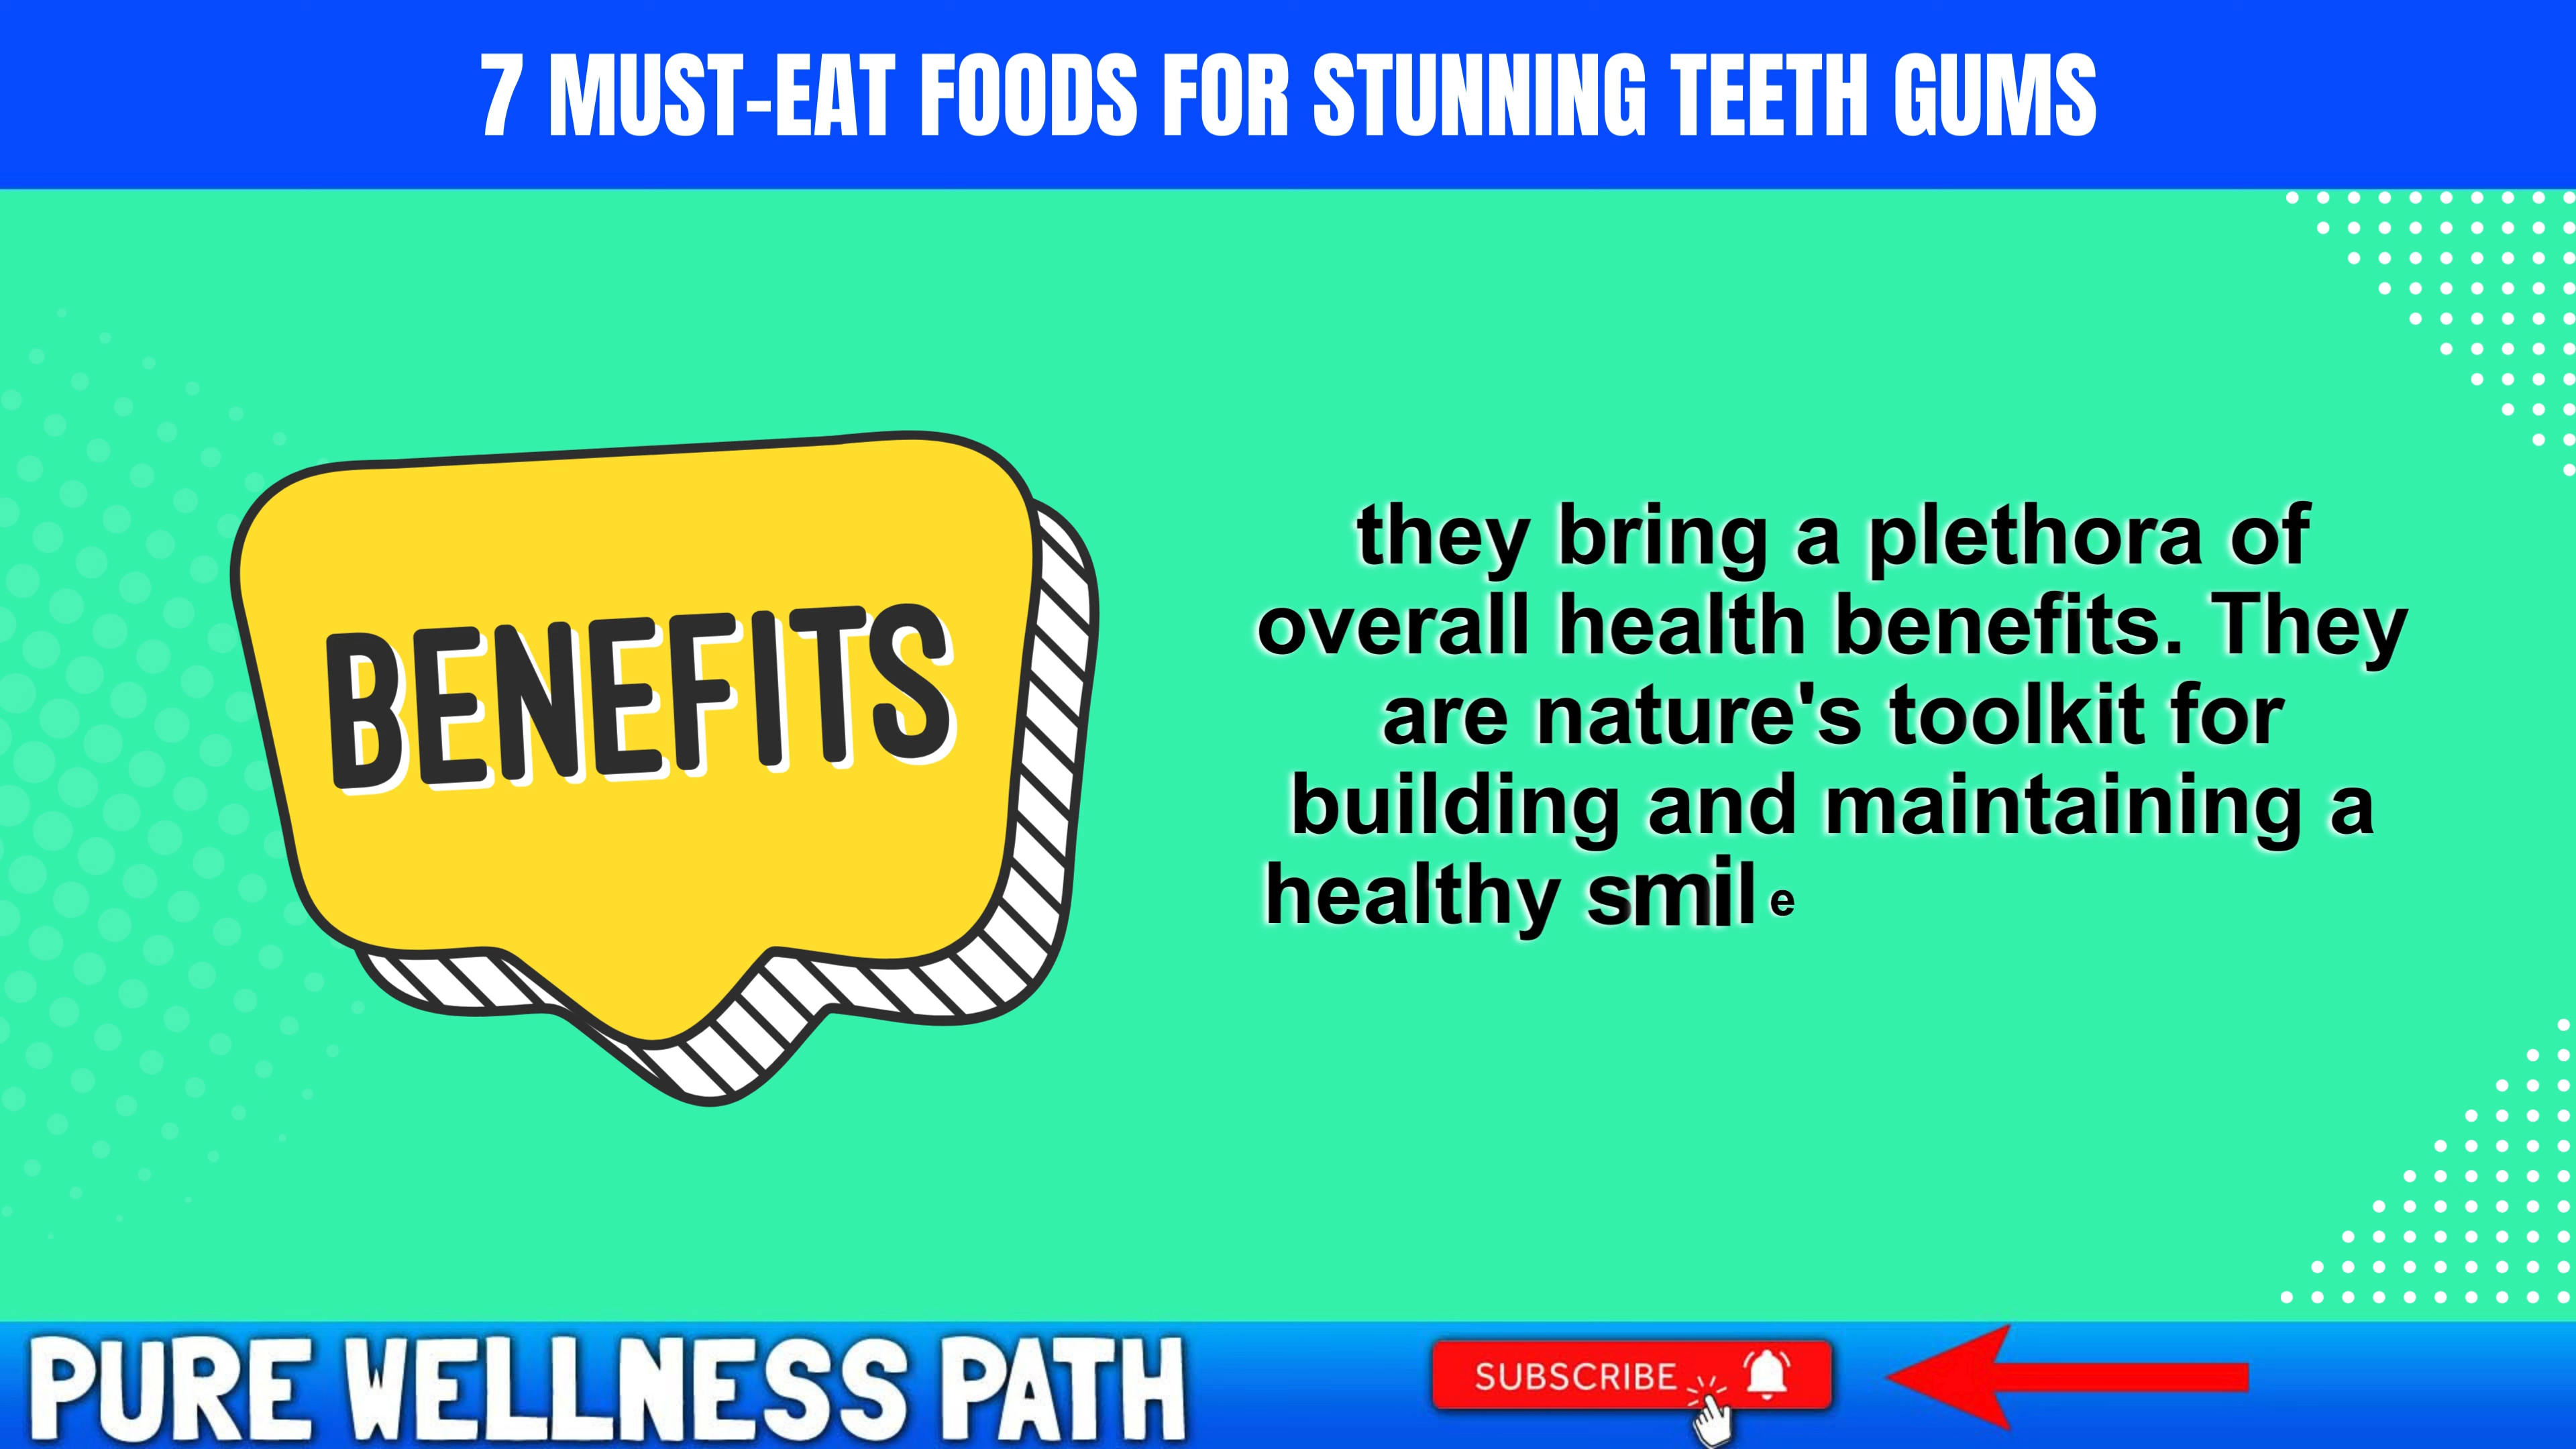 7 MUST-EAT FOODS FOR STUNNING TEETH GUMS
BENEFITS
they bring a plethora of
overall health benefits. They
are nature's toolkit for
building and maintaining a
healthy smile
PURE WELLNESS PATH
SUBSCRIBE